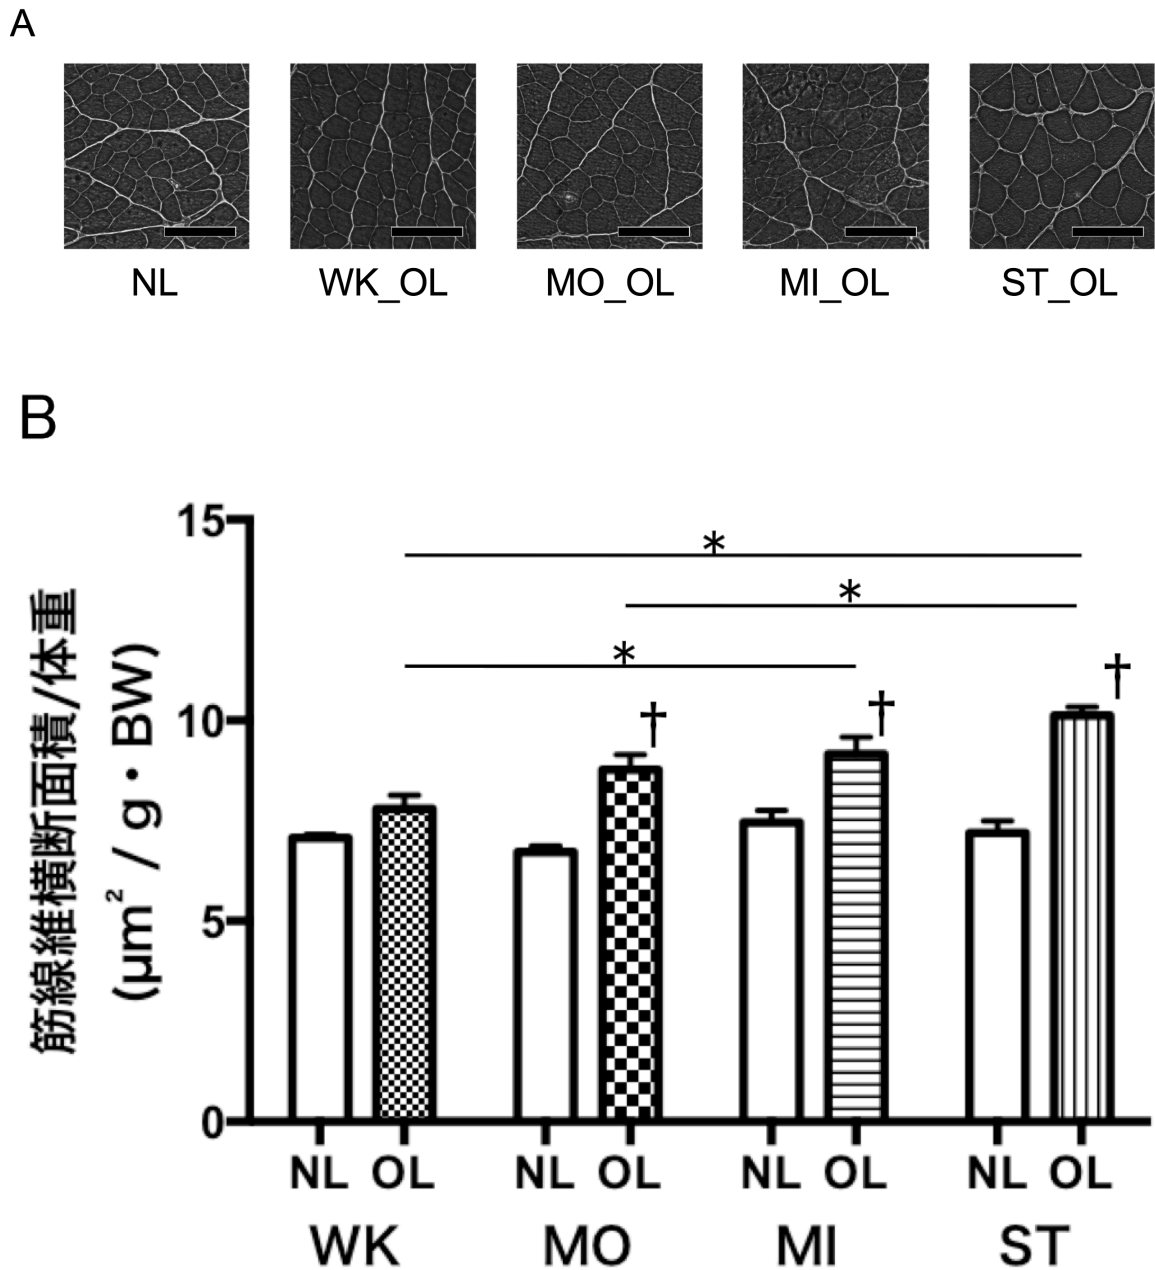 A
NL
WK_OL
MO_OL
MI_OL
ST_OL
B
筋線維横断面積/体重
(μm² / g・BW)
15
10
5
0
*
*
*
†
†
†
NL OL NL OL NL OL NL OL
WK MO MI ST